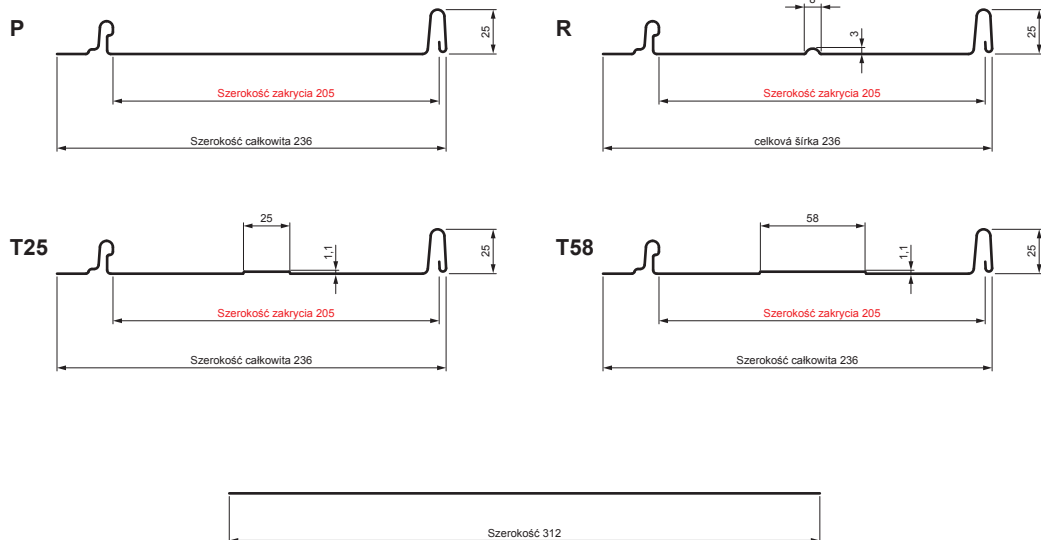 P
25
Szerokość zakrycia 205
Szerokość całkowita 236
R
3
25
Szerokość zakrycia 205
celková šírka 236
T25
25
1,1
25
Szerokość zakrycia 205
Szerokość całkowita 236
T58
58
1,1
25
Szerokość zakrycia 205
Szerokość całkowita 236
Szerokość 312